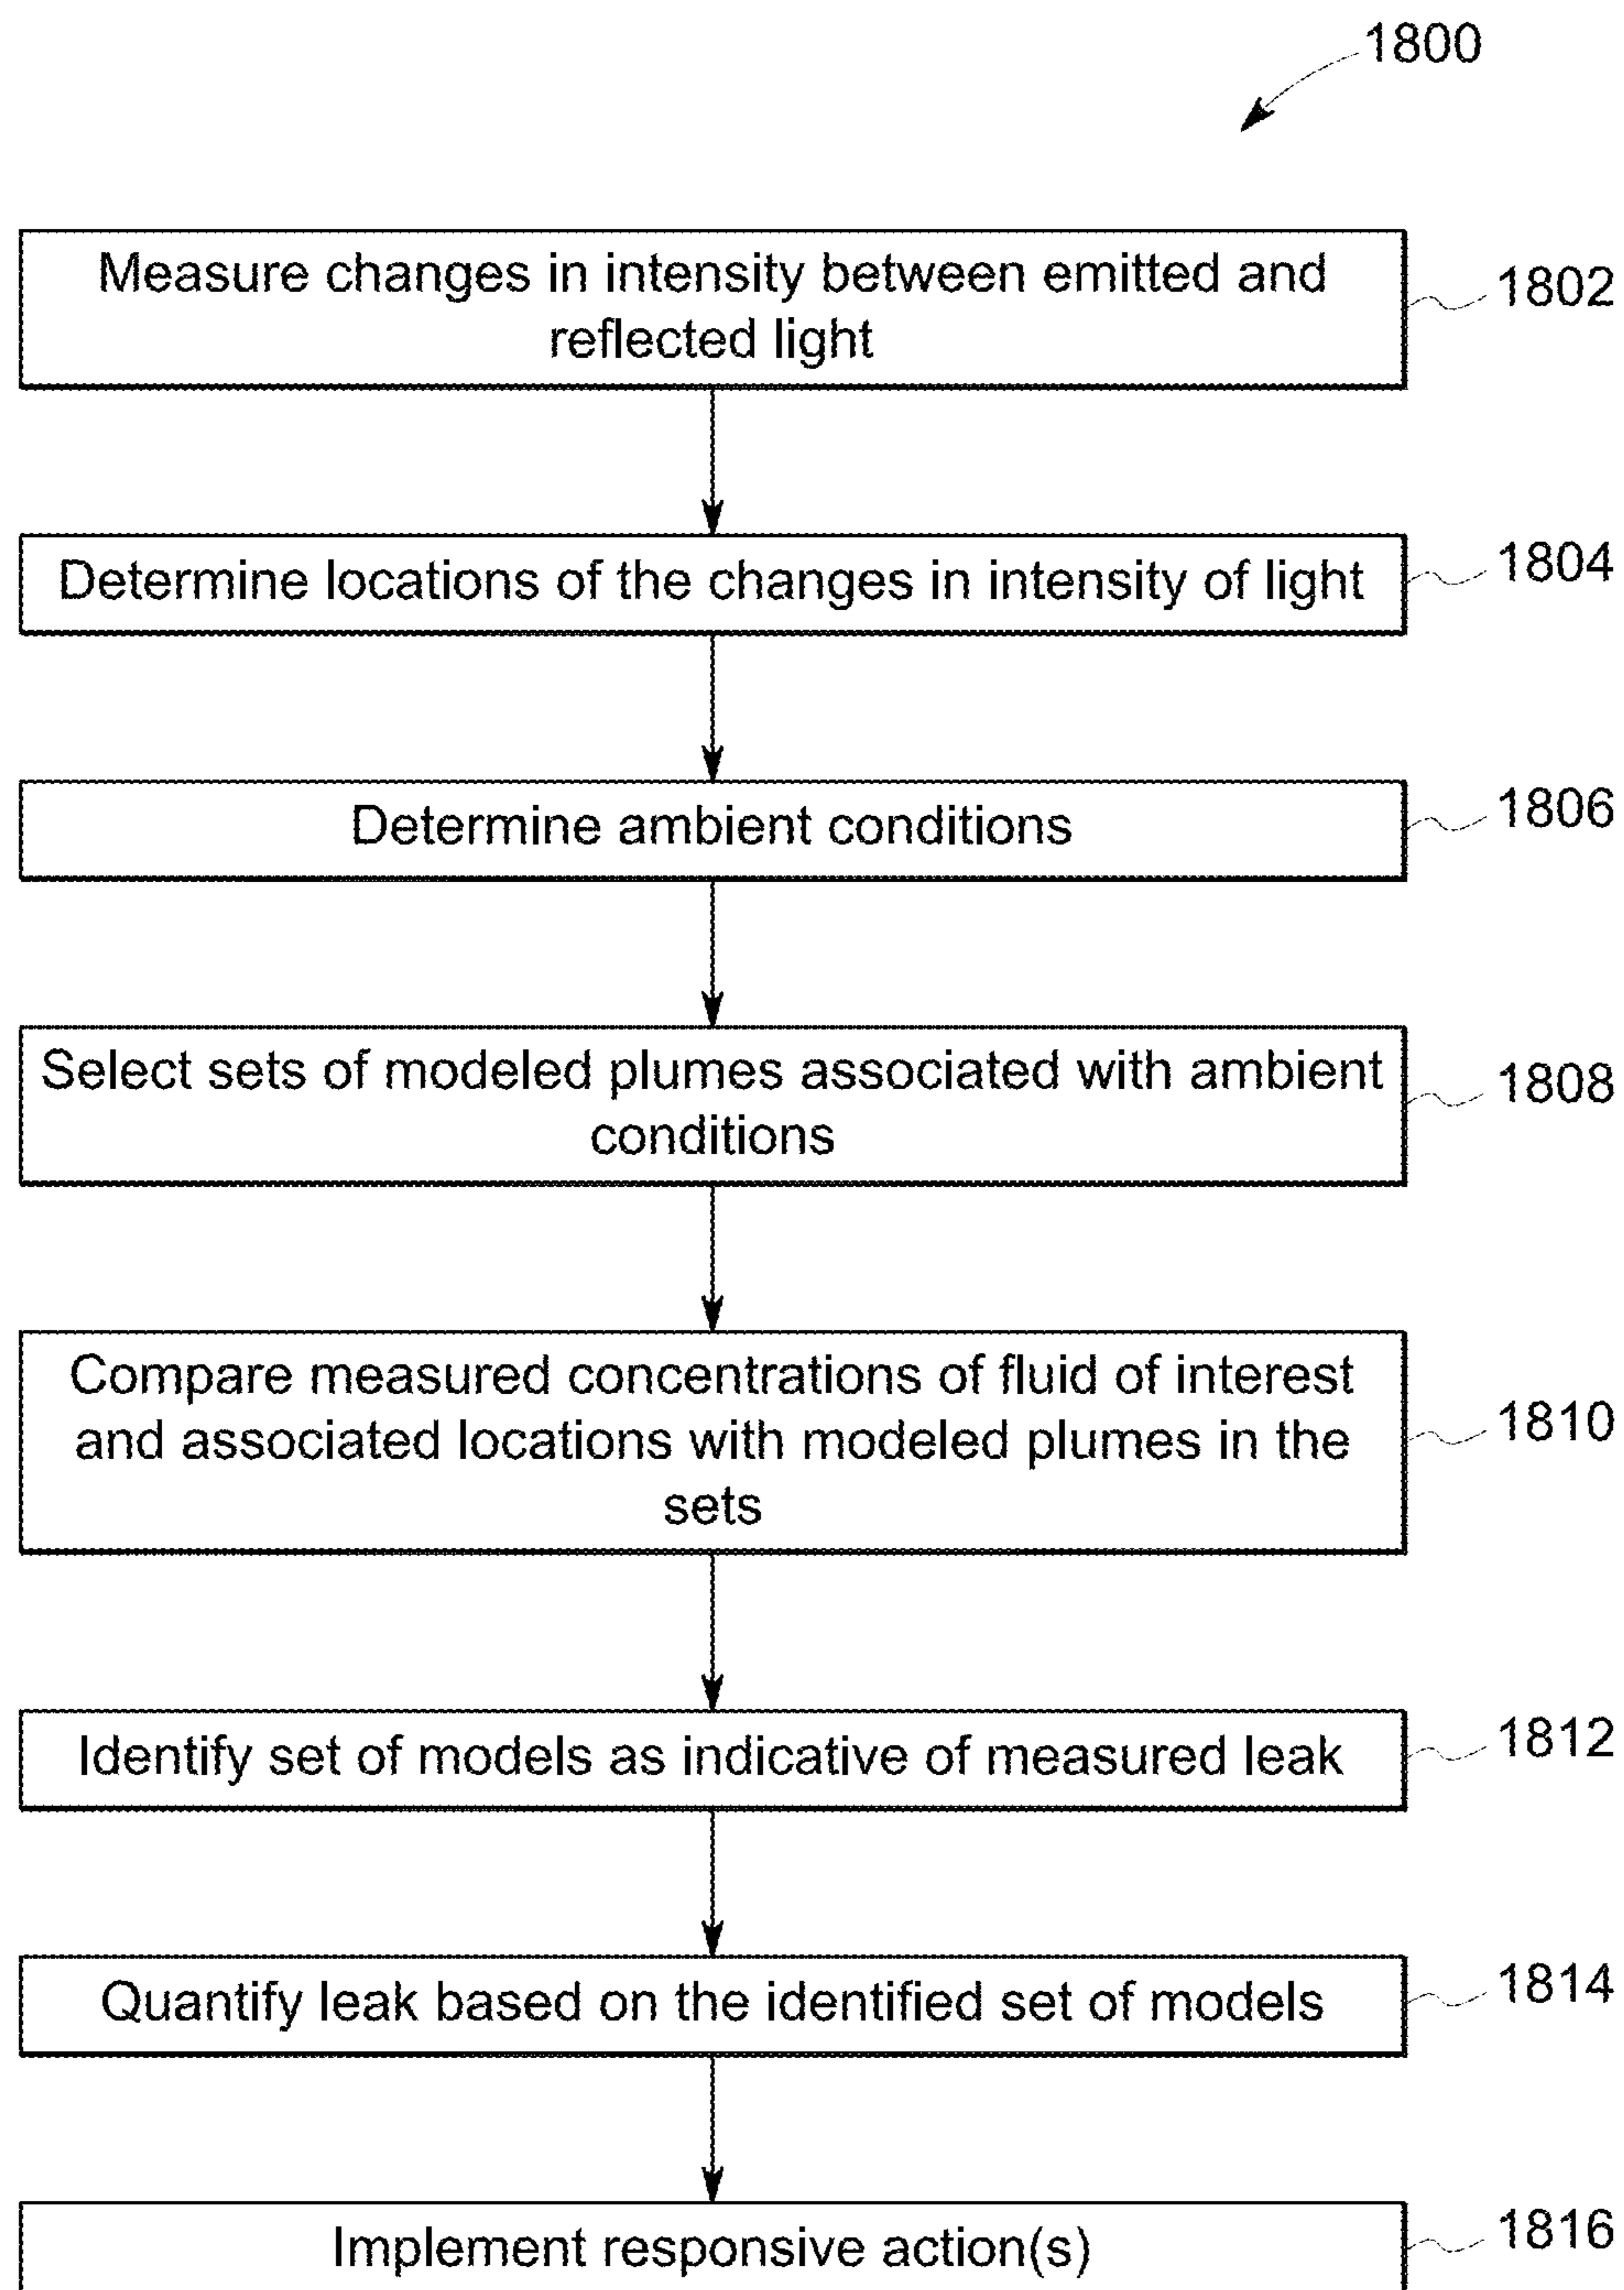 1800
Measure changes in intensity between emitted and
reflected light
1802
Determine locations of the changes in intensity of light
1804
Determine ambient conditions
1806
Select sets of modeled plumes associated with ambient
conditions
1808
Compare measured concentrations of fluid of interest
and associated locations with modeled plumes in the
sets
1810
Identify set of models as indicative of measured leak
1812
Quantify leak based on the identified set of models
1814
Implement responsive action(s)
1816